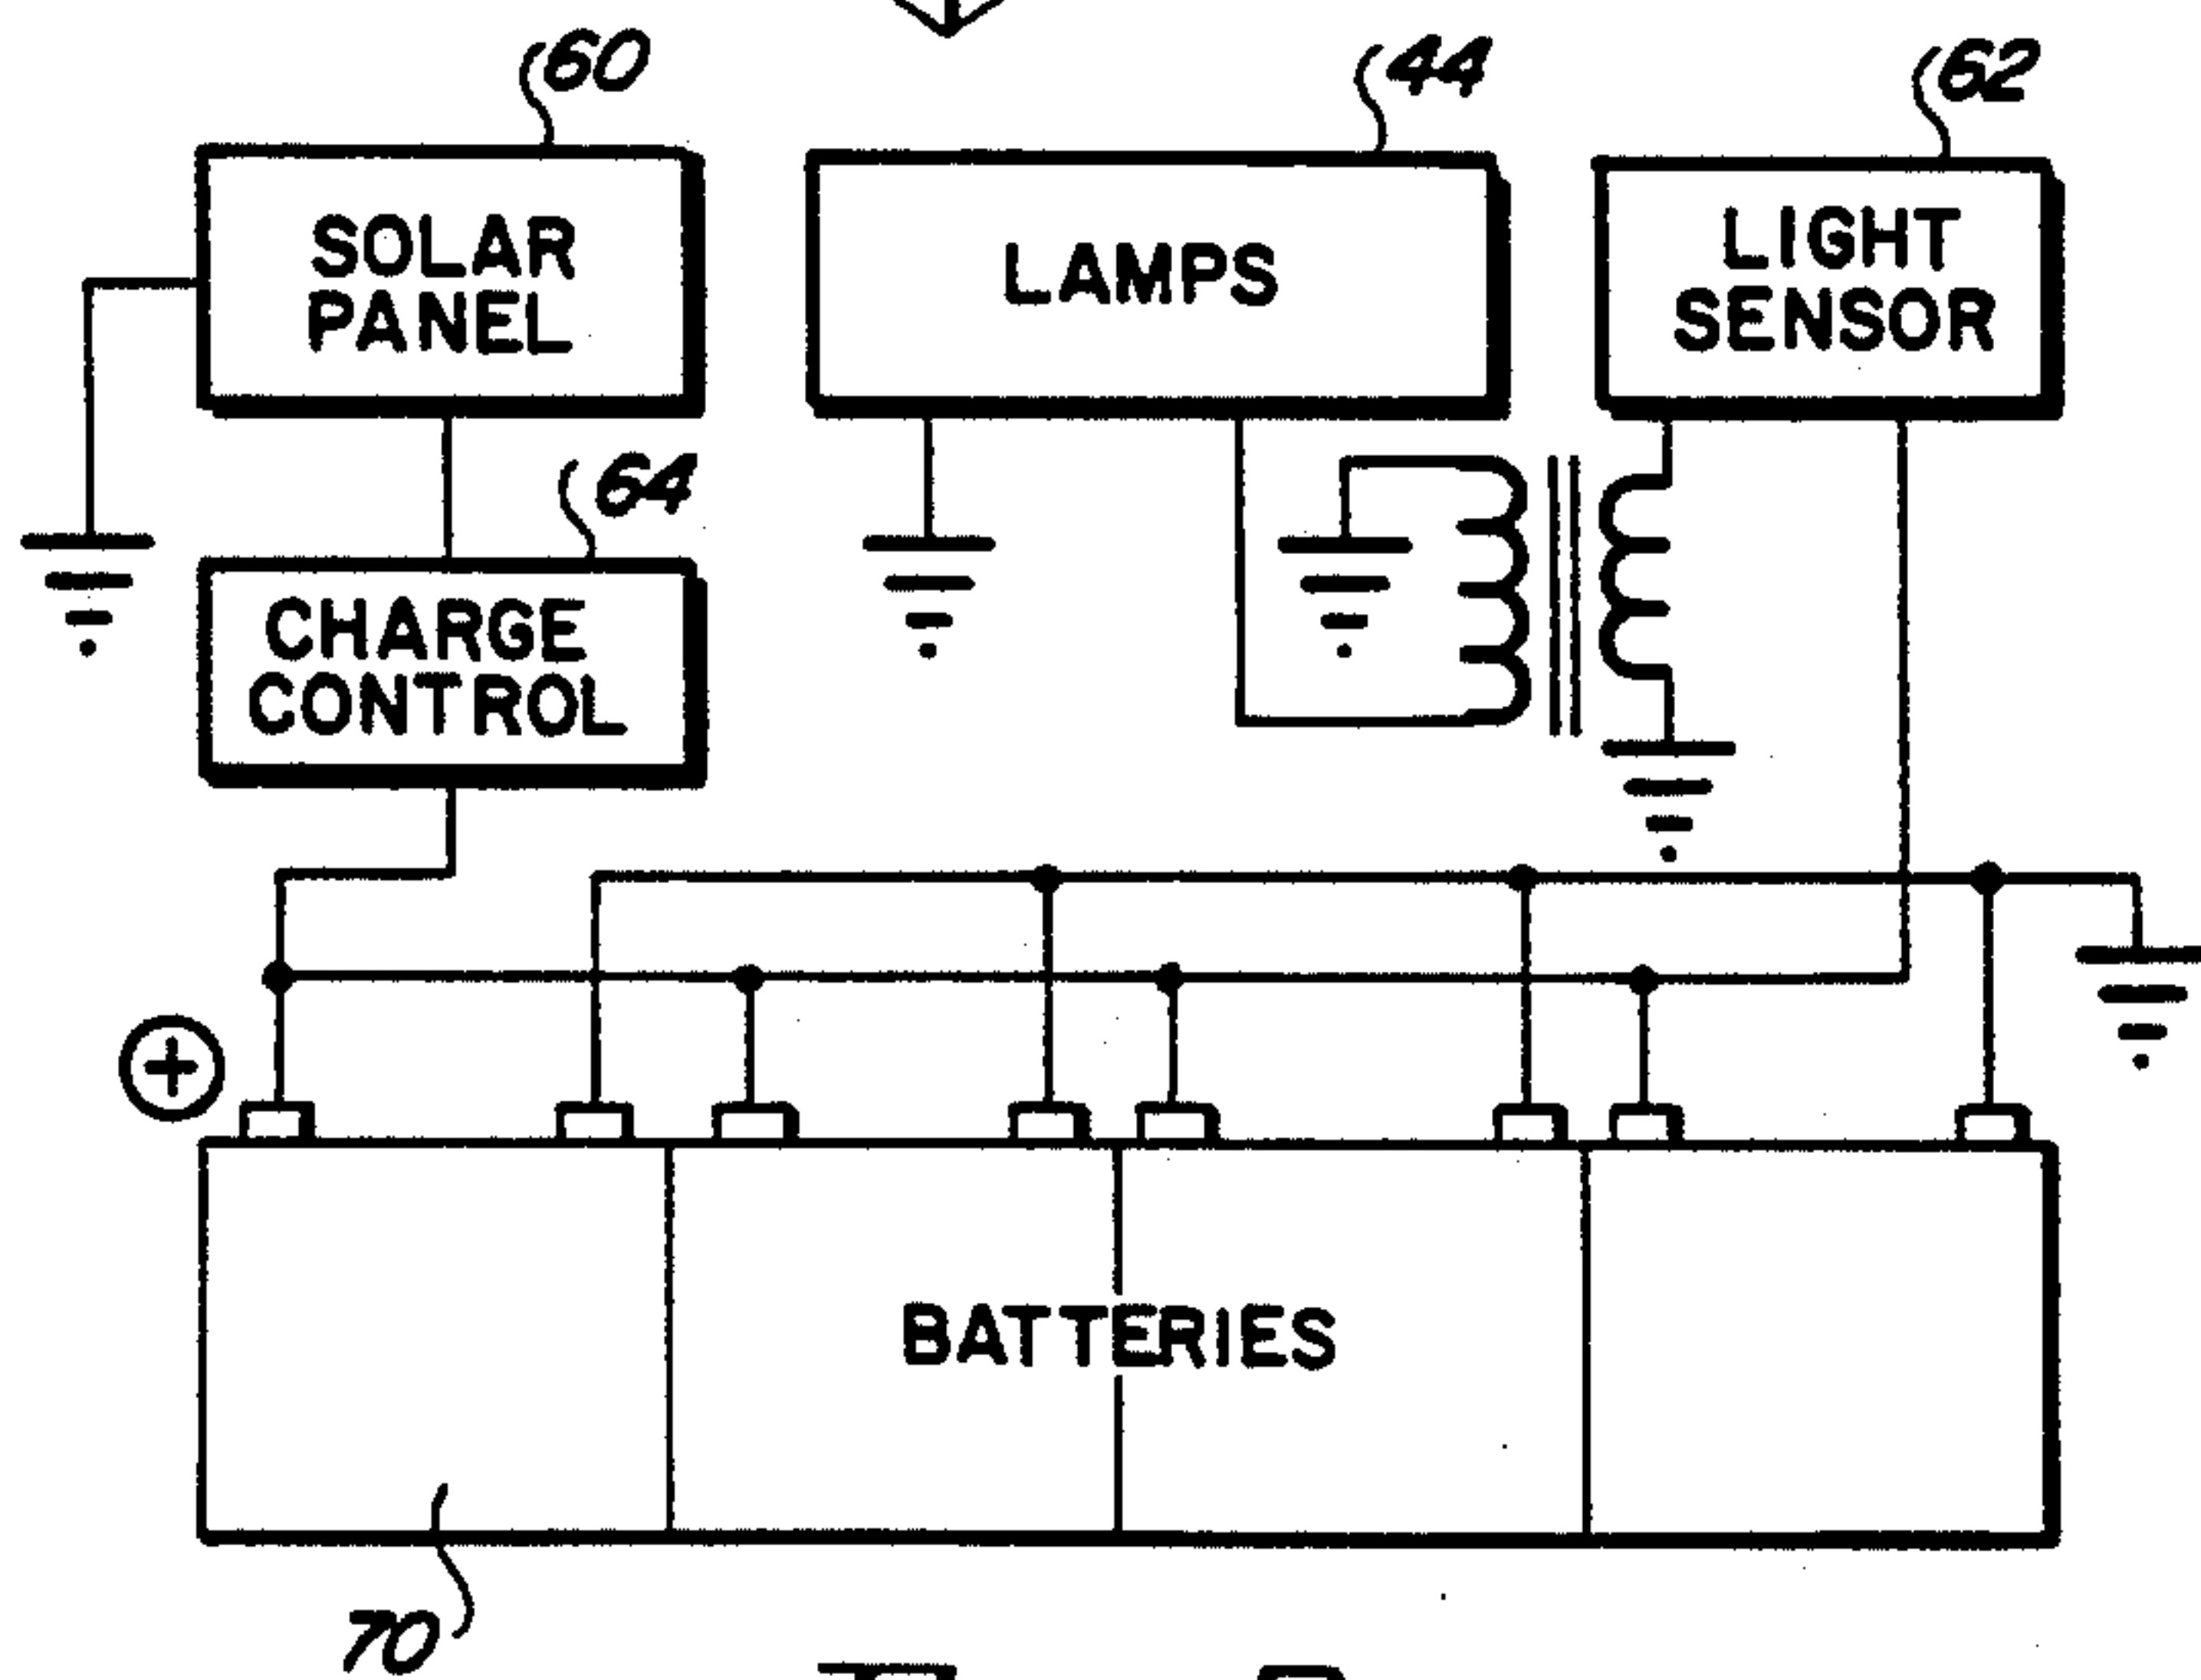 60
44
62
SOLAR
PANEL
LAMPS
LIGHT
SENSOR
64
CHARGE
CONTROL
+
BATTERIES
70